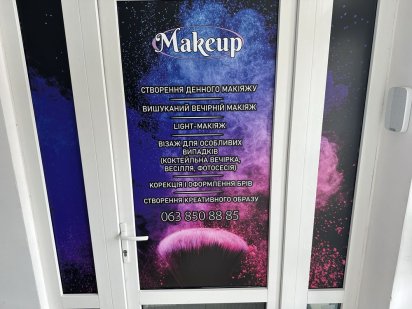 Makeup
СТВОРЕННЯ ДЕННОГО МАКІЯЖУ
ВИШУКАНИЙ ВЕЧІРНІЙ МАКІЯЖ
LIGHT-МАКІЯЖ
ВІЗАЖ ДЛЯ ОСОБЛИВИХ
ВИПАДКІВ
(КОКТЕЙЛЬНА ВЕЧІРКА,
ВЕСІЛЛЯ, ФОТОСЕСІЯ)
КОРЕКЦІЯ І ОФОРМЛЕННЯ БРІВ
СТВОРЕННЯ КРЕАТИВНОГО ОБРАЗУ
063 850 88 85